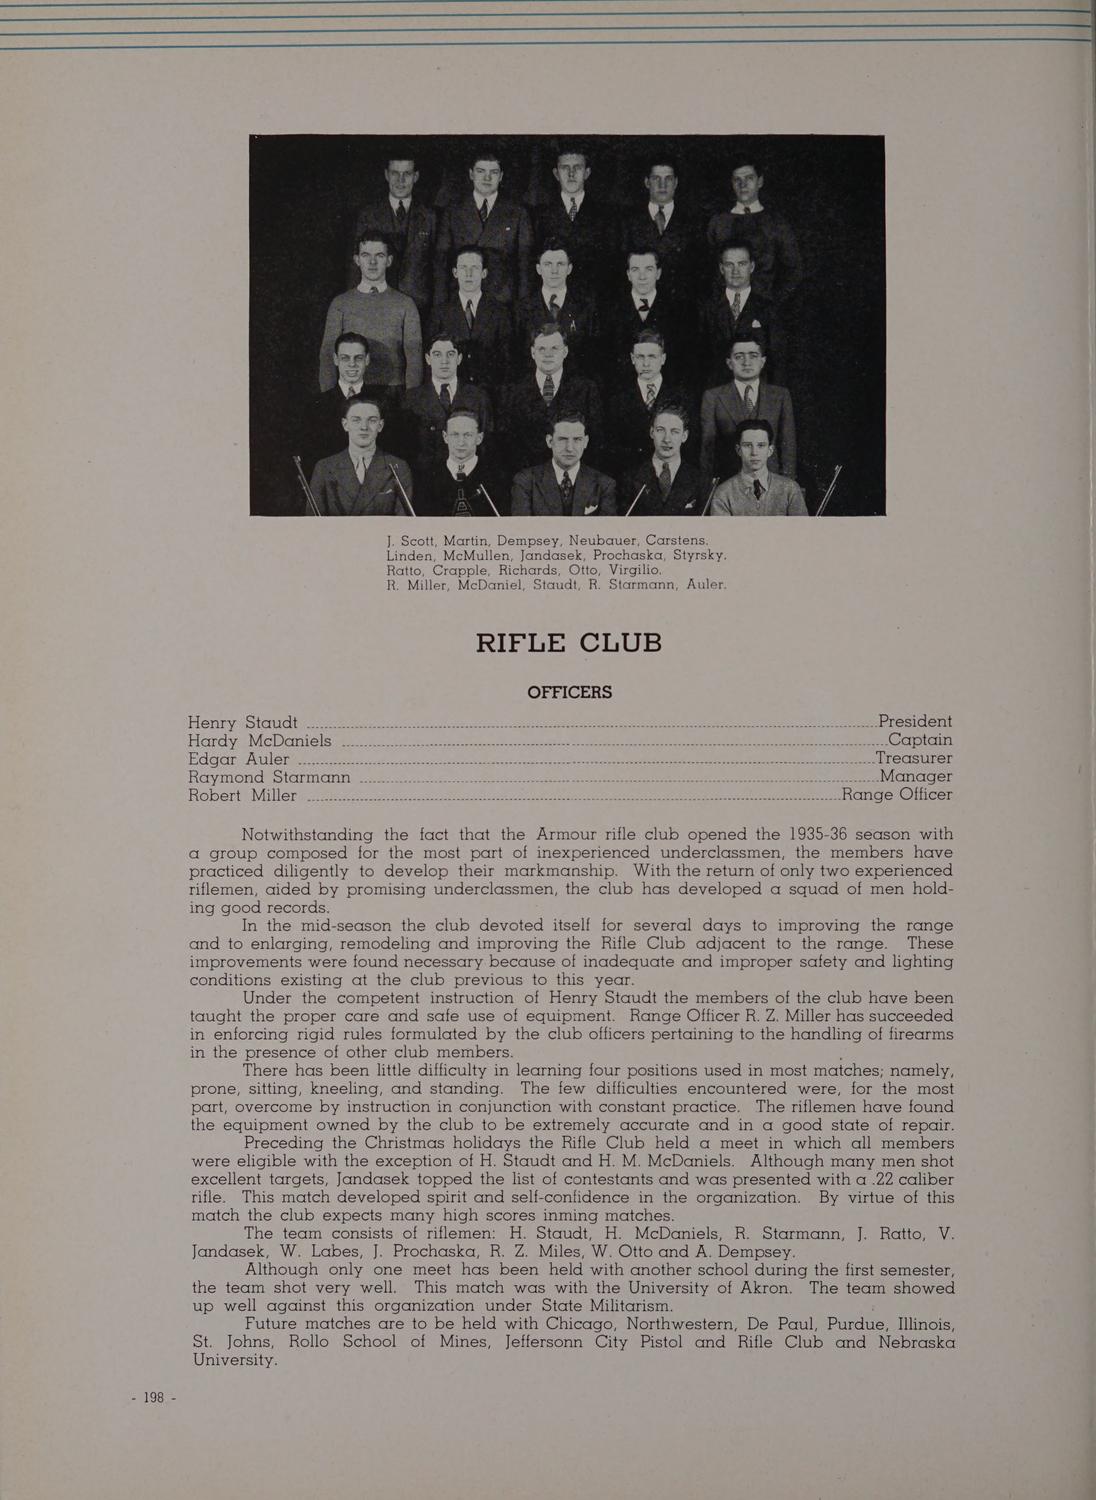 J. Scott, Martin, Dempsey, Neubauer, Carstens.
Linden, McMullen, Jandasek, Prochaska, Styrsky.
Ratto, Crapple, Richards, Otto, Virgilio.
R. Miller, McDaniel, Staudt, R. Starmann, Auler.
RIFLE CLUB
OFFICERS
Henry Staudt President
Hardy McDaniels Captain
Edgar Auler Treasurer
Raymond Starmann Manager
Robert Miller Range Officer
Notwithstanding the fact that the Armour rifle club opened the 1935-36 season with
a group composed for the most part of inexperienced underclassmen, the members have
practiced diligently to develop their markmanship. With the return of only two experienced
riflemen, aided by promising underclassmen, the club has developed a squad of men hold-
ing good records.
In the mid-season the club devoted itself for several days to improving the range
and to enlarging, remodeling and improving the Rifle Club adjacent to the range. These
improvements were found necessary because of inadequate and improper safety and lighting
conditions existing at the club previous to this year.
Under the competent instruction of Henry Staudt the members of the club have been
taught the proper care and safe use of equipment. Range Officer R. Z. Miller has succeeded
in enforcing rigid rules formulated by the club officers pertaining to the handling of firearms
in the presence of other club members.
There has been little difficulty in learning four positions used in most matches; namely,
prone, sitting, kneeling, and standing. The few difficulties encountered were, for the most
part, overcome by instruction in conjunction with constant practice. The riflemen have found
the equipment owned by the club to be extremely accurate and in a good state of repair.
Preceding the Christmas holidays the Rifle Club held a meet in which all members
were eligible with the exception of H. Staudt and H. M. McDaniels. Although many men shot
excellent targets, Jandasek topped the list of contestants and was presented with a .22 caliber
rifle. This match developed spirit and self-confidence in the organization. By virtue of this
match the club expects many high scores inming matches.
The team consists of riflemen: H. Staudt, H. McDaniels, R. Starmann, J. Ratto, V.
Jandasek, W. Labes, J. Prochaska, R. Z. Miles, W. Otto and A. Dempsey.
Although only one meet has been held with another school during the first semester,
the team shot very well. This match was with the University of Akron. The team showed
up well against this organization under State Militarism.
Future matches are to be held with Chicago, Northwestern, De Paul, Purdue, Illinois,
St. Johns, Rollo School of Mines, Jeffersonn City Pistol and Rifle Club and Nebraska
University.
- 198 -